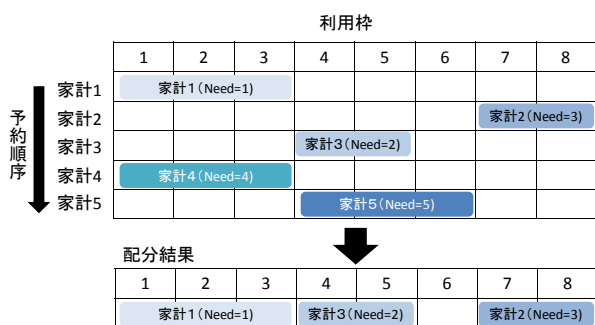 利用枠
1 2 3 4 5 6 7 8
予約順序
家計1 家計1(Need=1)
家計2 家計2(Need=3)
家計3 家計3(Need=2)
家計4 家計4(Need=4)
家計5 家計5(Need=5)
配分結果
1 2 3 4 5 6 7 8
家計1(Need=1) 家計3(Need=2) 家計2(Need=3)